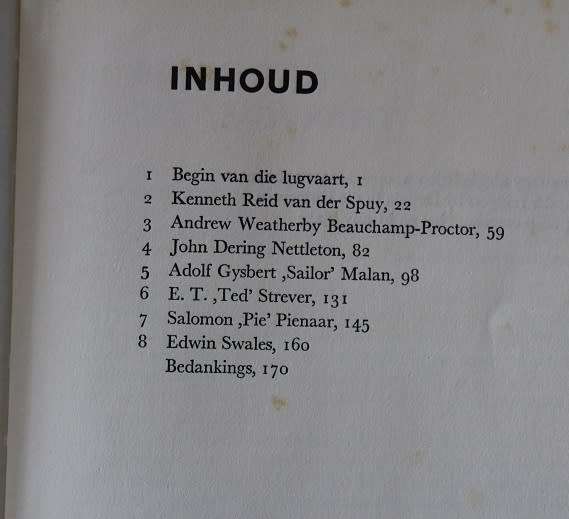 INHOUD
1 Begin van die lugvaart, 1
2 Kenneth Reid van der Spuy, 22
3 Andrew Weatherby Beauchamp-Proctor, 59
4 John Dering Nettleton, 82
5 Adolf Gysbert ‚Sailor’ Malan, 98
6 E. T. ‚Ted’ Strever, 131
7 Salomon ‚Pie’ Pienaar, 145
8 Edwin Swales, 160
Bedankings, 170